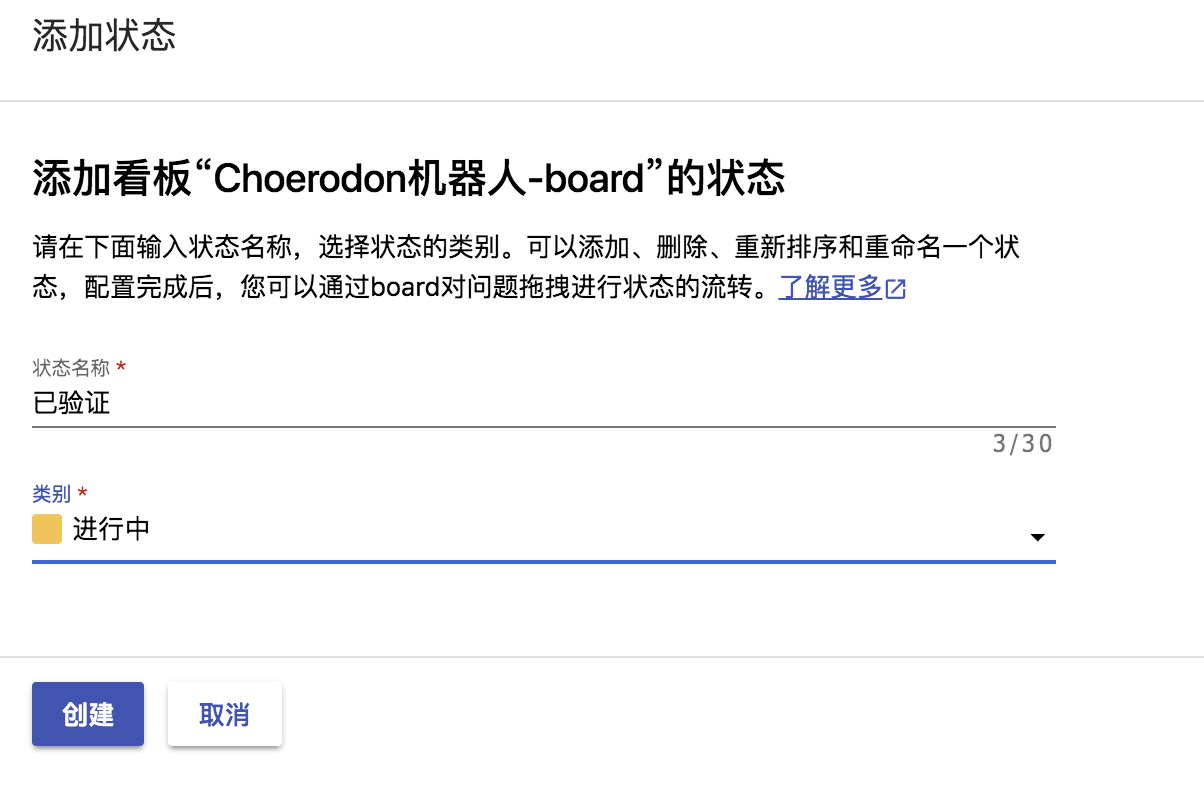 添加状态
添加看板“Choerodon机器人-board”的状态
请在下面输入状态名称，选择状态的类别。可以添加、删除、重新排序和重命名一个状
态，配置完成后，您可以通过board对问题拖拽进行状态的流转。了解更多
状态名称 *
已验证
3/30
类别 *
进行中
创建 取消